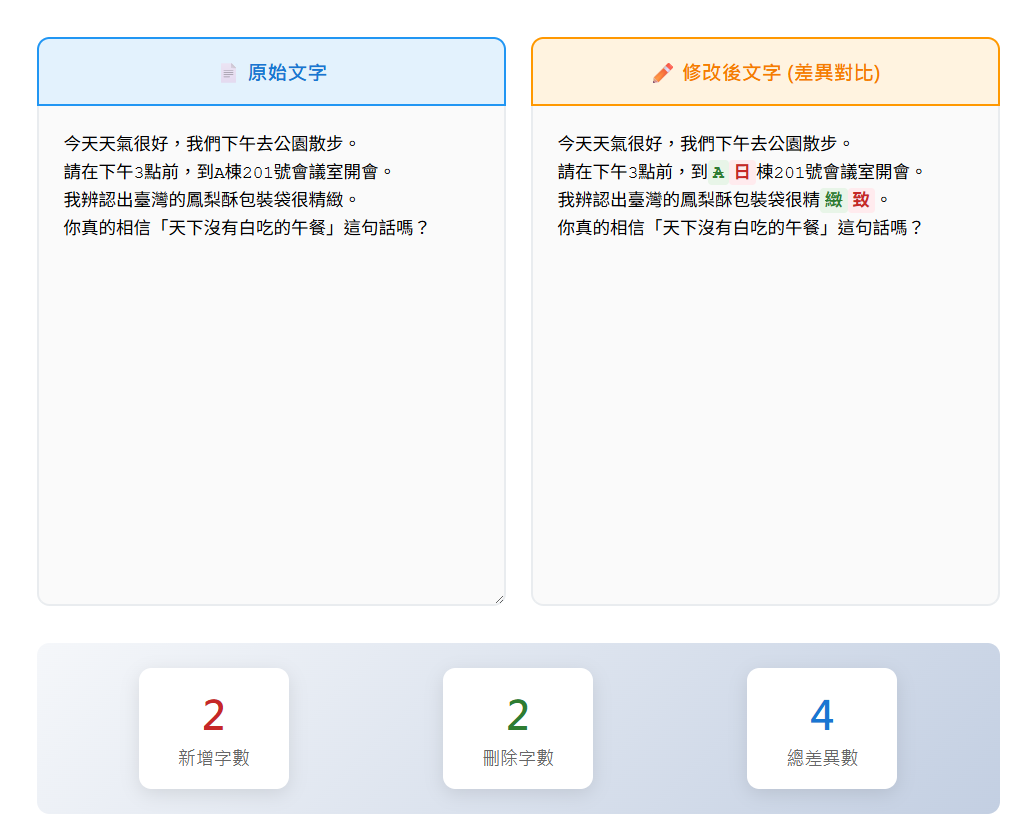 原始文字
今天天氣很好，我們下午去公園散步。
請在下午3點前，到A棟201號會議室開會。
我辨認出臺灣的鳳梨酥包裝袋很精緻。
你真的相信「天下沒有白吃的午餐」這句話嗎？
修改後文字 (差異對比)
今天天氣很好，我們下午去公園散步。
請在下午3點前，到A日棟201號會議室開會。
我辨認出臺灣的鳳梨酥包裝袋很精緻致。
你真的相信「天下沒有白吃的午餐」這句話嗎？
2
新增字數
2
刪除字數
4
總差異數